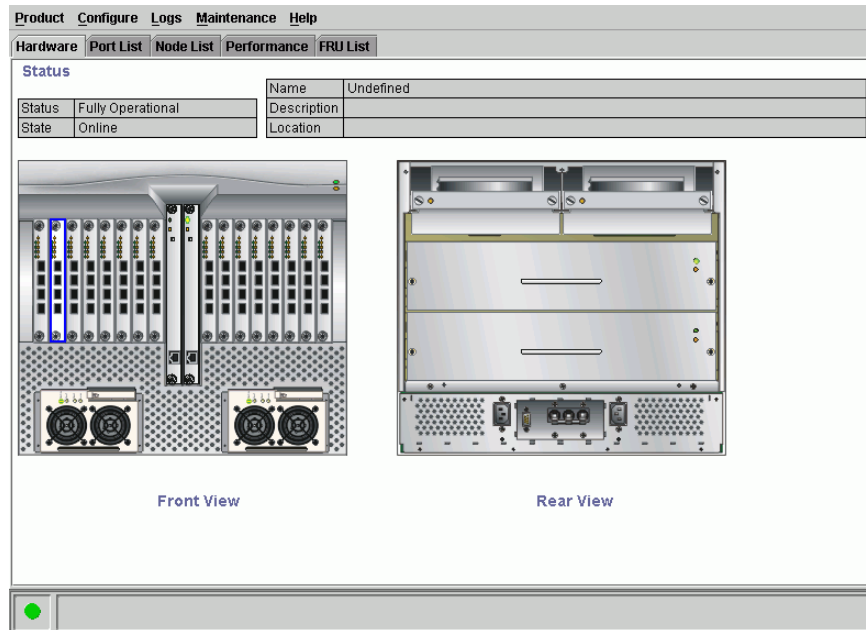 Product Configure Logs Maintenance Help
Hardware Port List Node List Performance FRU List
Status
Name Undefined
Status Fully Operational Description
State Online Location
Front View Rear View